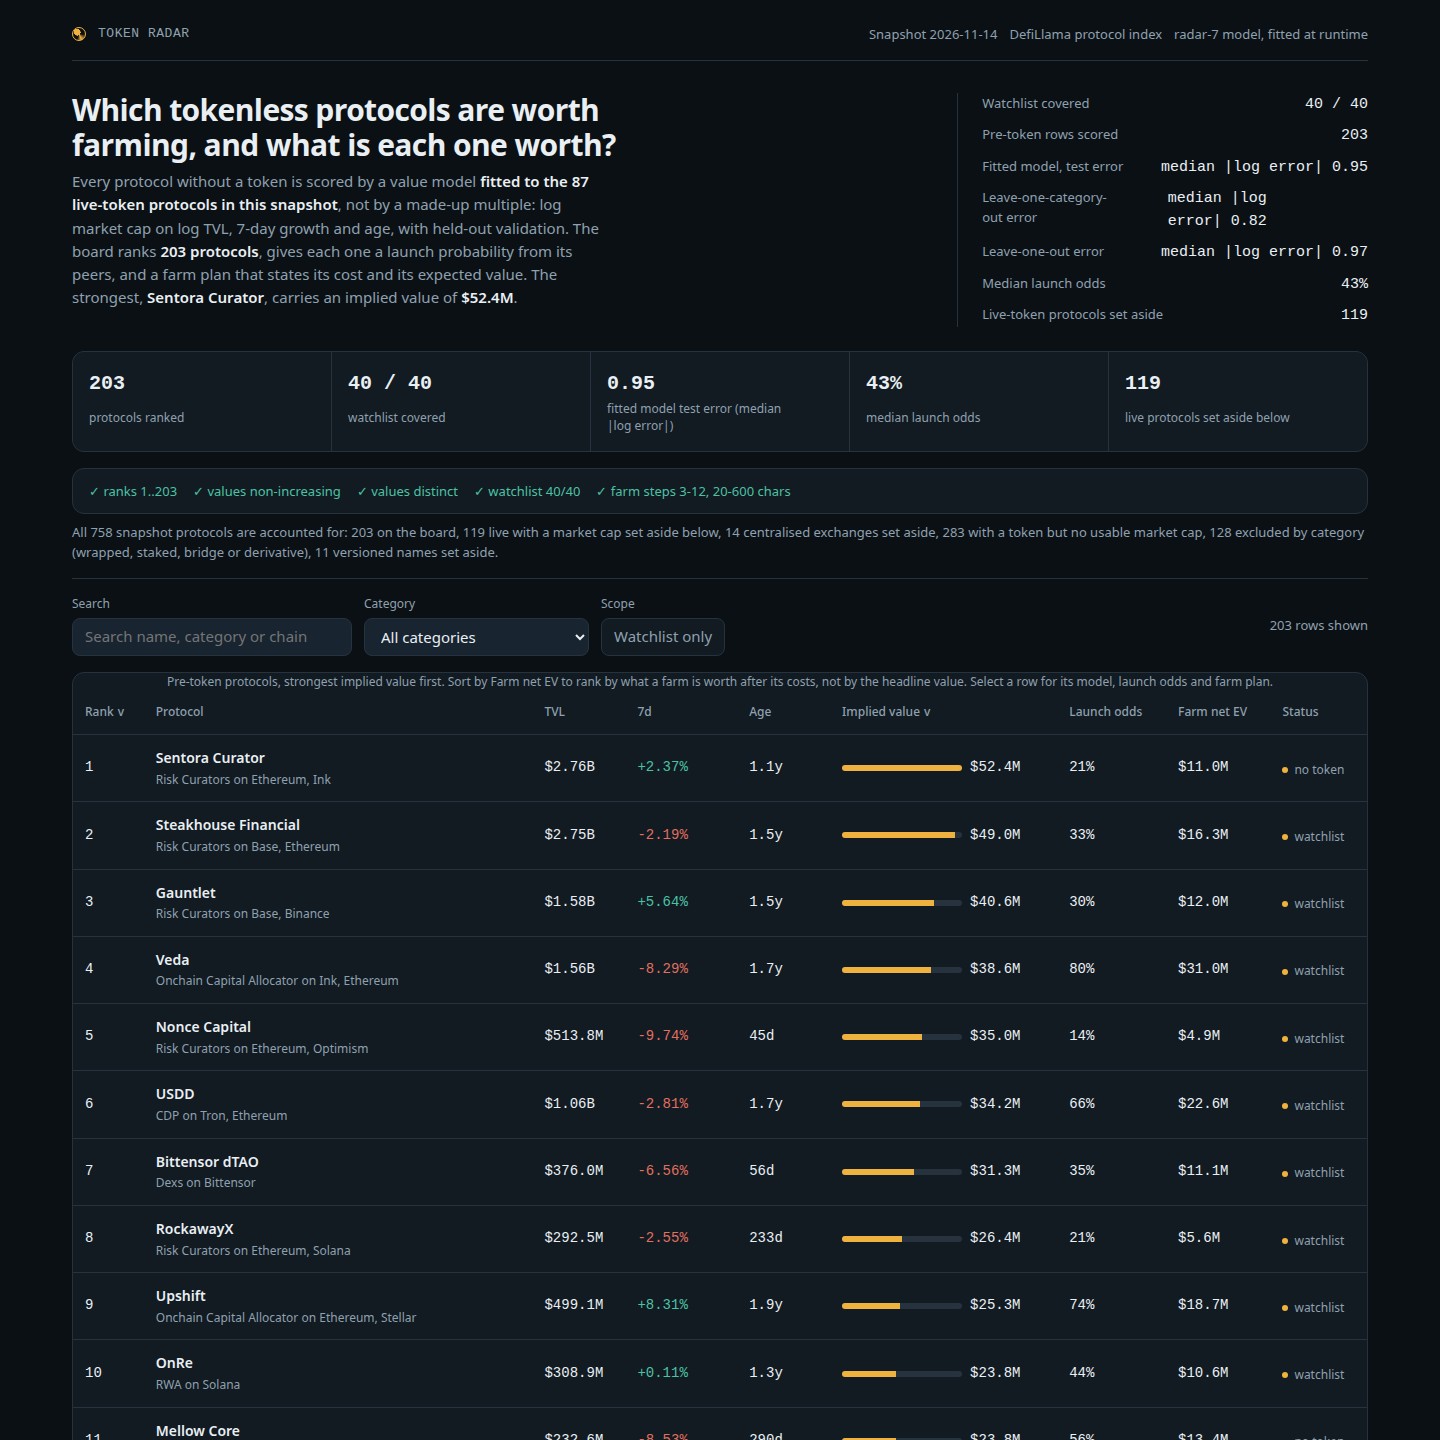 TOKEN RADAR
Snapshot 2026-11-14 DefiLlama protocol index radar-7 model, fitted at runtime
Which tokenless protocols are worth
farming, and what is each one worth?
Every protocol without a token is scored by a value model fitted to the 87
live-token protocols in this snapshot, not by a made-up multiple: log
market cap on log TVL, 7-day growth and age, with held-out validation. The
board ranks 203 protocols, gives each one a launch probability from its
peers, and a farm plan that states its cost and its expected value. The
strongest, Sentora Curator, carries an implied value of $52.4M.
Watchlist covered 40 / 40
Pre-token rows scored 203
Fitted model, test error median |log error| 0.95
Leave-one-category-
out error
median |log
error| 0.82
Leave-one-out error median |log error| 0.97
Median launch odds 43%
Live-token protocols set aside 119
203
protocols ranked
40 / 40
watchlist covered
0.95
fitted model test error (median
|log error|)
43%
median launch odds
119
live protocols set aside below
✓ ranks 1..203 ✓ values non-increasing ✓ values distinct ✓ watchlist 40/40 ✓ farm steps 3-12, 20-600 chars
All 758 snapshot protocols are accounted for: 203 on the board, 119 live with a market cap set aside below, 14 centralised exchanges set aside, 283 with a token but no usable market cap, 128 excluded by category
(wrapped, staked, bridge or derivative), 11 versioned names set aside.
Search Category Scope
Search name, category or chain All categories Watchlist only 203 rows shown
Pre-token protocols, strongest implied value first. Sort by Farm net EV to rank by what a farm is worth after its costs, not by the headline value. Select a row for its model, launch odds and farm plan.
Rank v Protocol TVL 7d Age Implied value v Launch odds Farm net EV Status
1 Sentora Curator $2.76B +2.37% 1.1y $52.4M 21% $11.0M no token
Risk Curators on Ethereum, Ink
2 Steakhouse Financial $2.75B -2.19% 1.5y $49.0M 33% $16.3M watchlist
Risk Curators on Base, Ethereum
3 Gauntlet $1.58B +5.64% 1.5y $40.6M 30% $12.0M watchlist
Risk Curators on Base, Binance
4 Veda $1.56B -8.29% 1.7y $38.6M 80% $31.0M watchlist
Onchain Capital Allocator on Ink, Ethereum
5 Nonce Capital $513.8M -9.74% 45d $35.0M 14% $4.9M watchlist
Risk Curators on Ethereum, Optimism
6 USDD $1.06B -2.81% 1.7y $34.2M 66% $22.6M watchlist
CDP on Tron, Ethereum
7 Bittensor dTAO $376.0M -6.56% 56d $31.3M 35% $11.1M watchlist
Dexs on Bittensor
8 RockawayX $292.5M -2.55% 233d $26.4M 21% $5.6M watchlist
Risk Curators on Ethereum, Solana
9 Upshift $499.1M +8.31% 1.9y $25.3M 74% $18.7M watchlist
Onchain Capital Allocator on Ethereum, Stellar
10 OnRe $308.9M +0.11% 1.3y $23.8M 44% $10.6M watchlist
RWA on Solana
11 Mellow Core $232.6M -8.53% 290d $23.8M 56% $13.4M no token